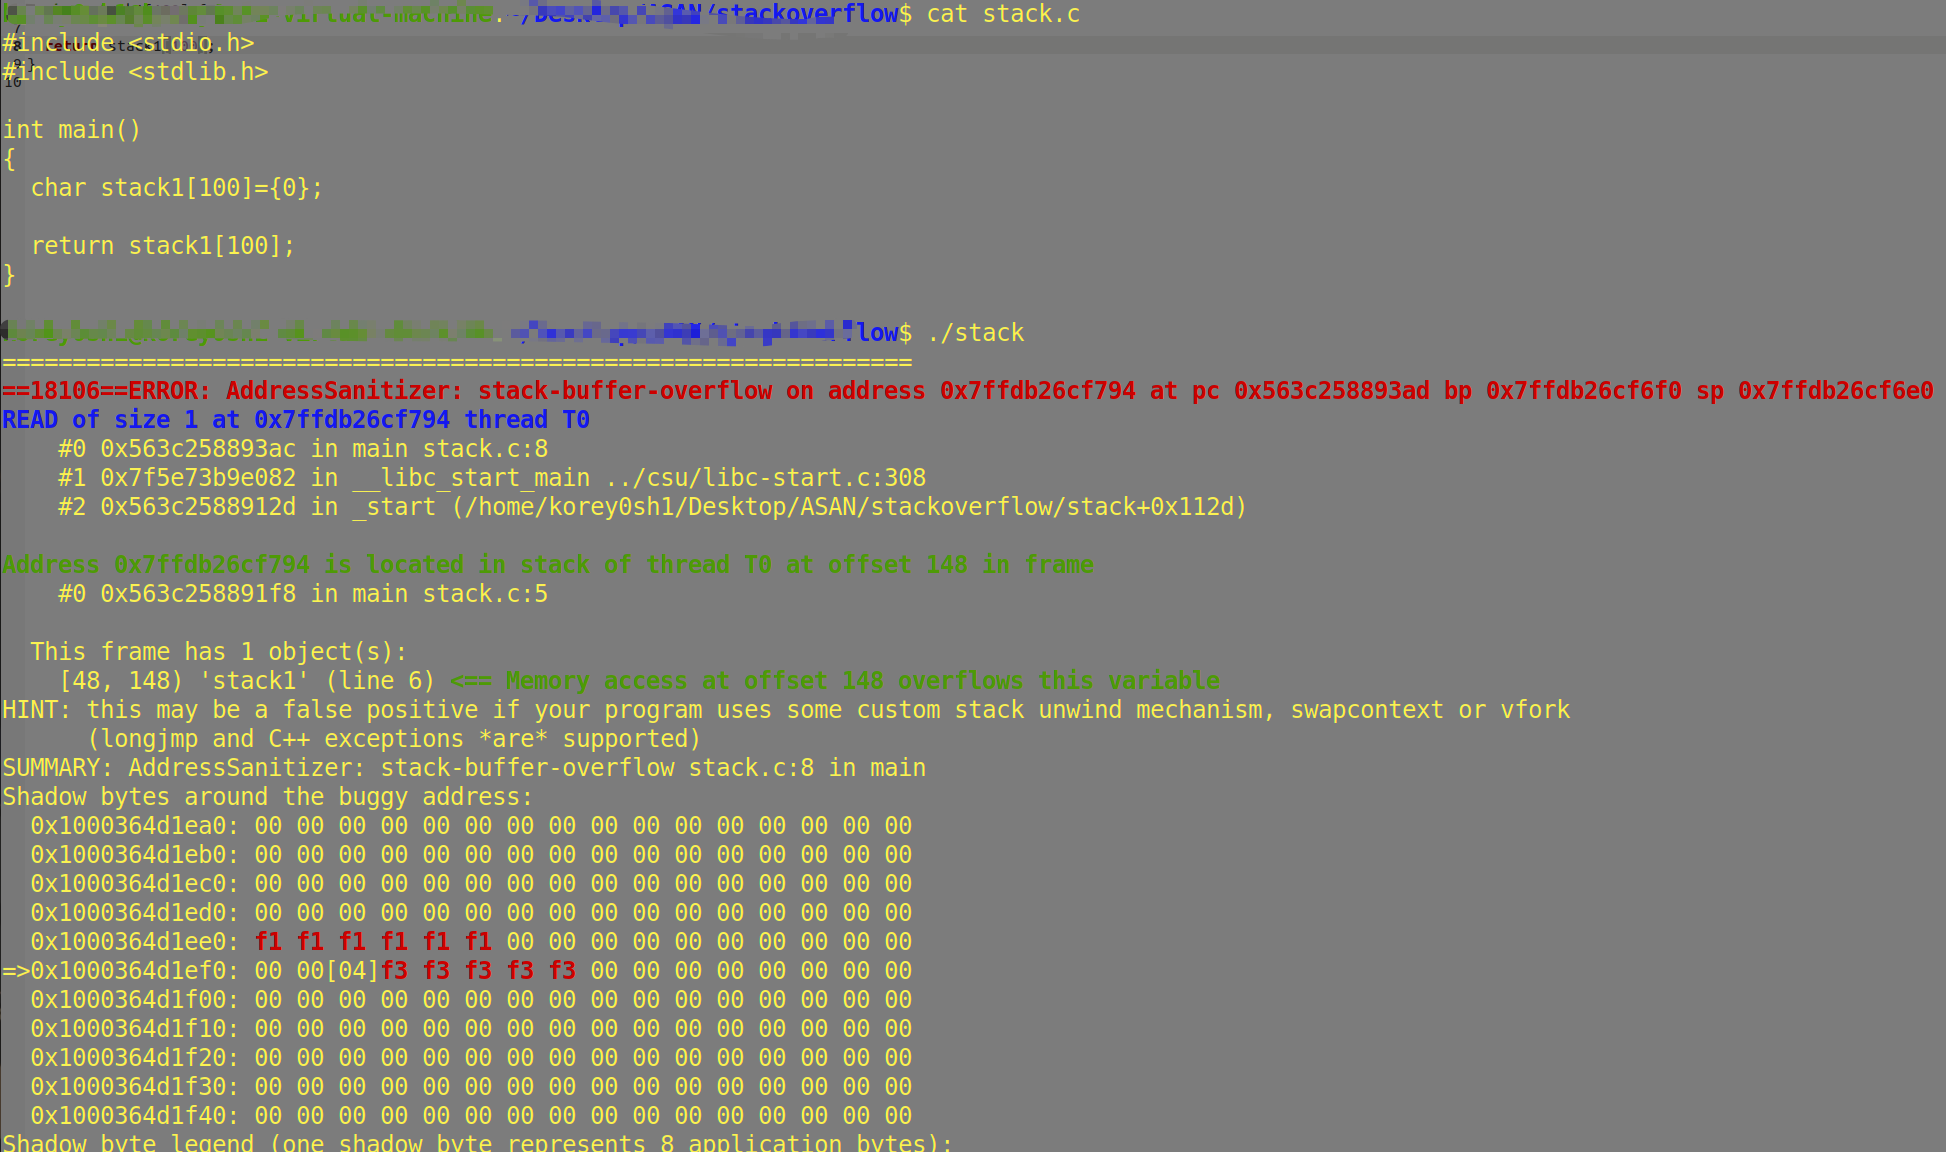 virtual-machine:~/Desktop/ASAN/stackoverflow$ cat stack.c
#include <stdio.h>
#include <stdlib.h>
int main()
{
char stack1[100]={0};
return stack1[100];
}
low$ ./stack
=================================================================
==18106==ERROR: AddressSanitizer: stack-buffer-overflow on address 0x7ffdb26cf794 at pc 0x563c258893ad bp 0x7ffdb26cf6f0 sp 0x7ffdb26cf6e0
READ of size 1 at 0x7ffdb26cf794 thread T0
#0 0x563c258893ac in main stack.c:8
#1 0x7f5e73b9e082 in __libc_start_main ../csu/libc-start.c:308
#2 0x563c2588912d in _start (/home/korey0sh1/Desktop/ASAN/stackoverflow/stack+0x112d)
Address 0x7ffdb26cf794 is located in stack of thread T0 at offset 148 in frame
#0 0x563c258891f8 in main stack.c:5
This frame has 1 object(s):
[48, 148) 'stack1' (line 6) <== Memory access at offset 148 overflows this variable
HINT: this may be a false positive if your program uses some custom stack unwind mechanism, swapcontext or vfork
(longjmp and C++ exceptions *are* supported)
SUMMARY: AddressSanitizer: stack-buffer-overflow stack.c:8 in main
Shadow bytes around the buggy address:
0x1000364d1ea0: 00 00 00 00 00 00 00 00 00 00 00 00 00 00 00 00
0x1000364d1eb0: 00 00 00 00 00 00 00 00 00 00 00 00 00 00 00 00
0x1000364d1ec0: 00 00 00 00 00 00 00 00 00 00 00 00 00 00 00 00
0x1000364d1ed0: 00 00 00 00 00 00 00 00 00 00 00 00 00 00 00 00
0x1000364d1ee0: f1 f1 f1 f1 f1 f1 00 00 00 00 00 00 00 00 00 00
=>0x1000364d1ef0: 00 00[04]f3 f3 f3 f3 f3 00 00 00 00 00 00 00 00
0x1000364d1f00: 00 00 00 00 00 00 00 00 00 00 00 00 00 00 00 00
0x1000364d1f10: 00 00 00 00 00 00 00 00 00 00 00 00 00 00 00 00
0x1000364d1f20: 00 00 00 00 00 00 00 00 00 00 00 00 00 00 00 00
0x1000364d1f30: 00 00 00 00 00 00 00 00 00 00 00 00 00 00 00 00
0x1000364d1f40: 00 00 00 00 00 00 00 00 00 00 00 00 00 00 00 00
Shadow byte legend (one shadow byte represents 8 application bytes):